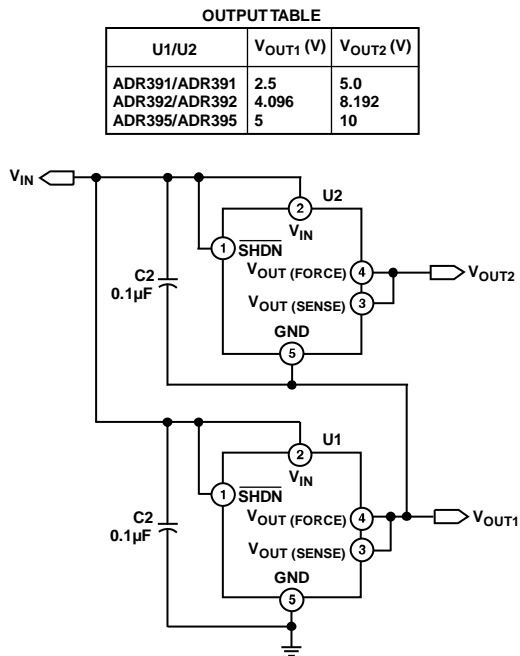 OUTPUT TABLE
U1/U2 VOUT1 (V) VOUT2 (V)
ADR391/ADR391 2.5 5.0
ADR392/ADR392 4.096 8.192
ADR395/ADR395 5 10
VIN
2 U2
VIN
1 SHDN
VOUT (FORCE) 4
VOUT2
C2
0.1µF
VOUT (SENSE) 3
GND
5
2 U1
VIN
1 SHDN
VOUT (FORCE) 4
VOUT1
C2
0.1µF
VOUT (SENSE) 3
GND
5